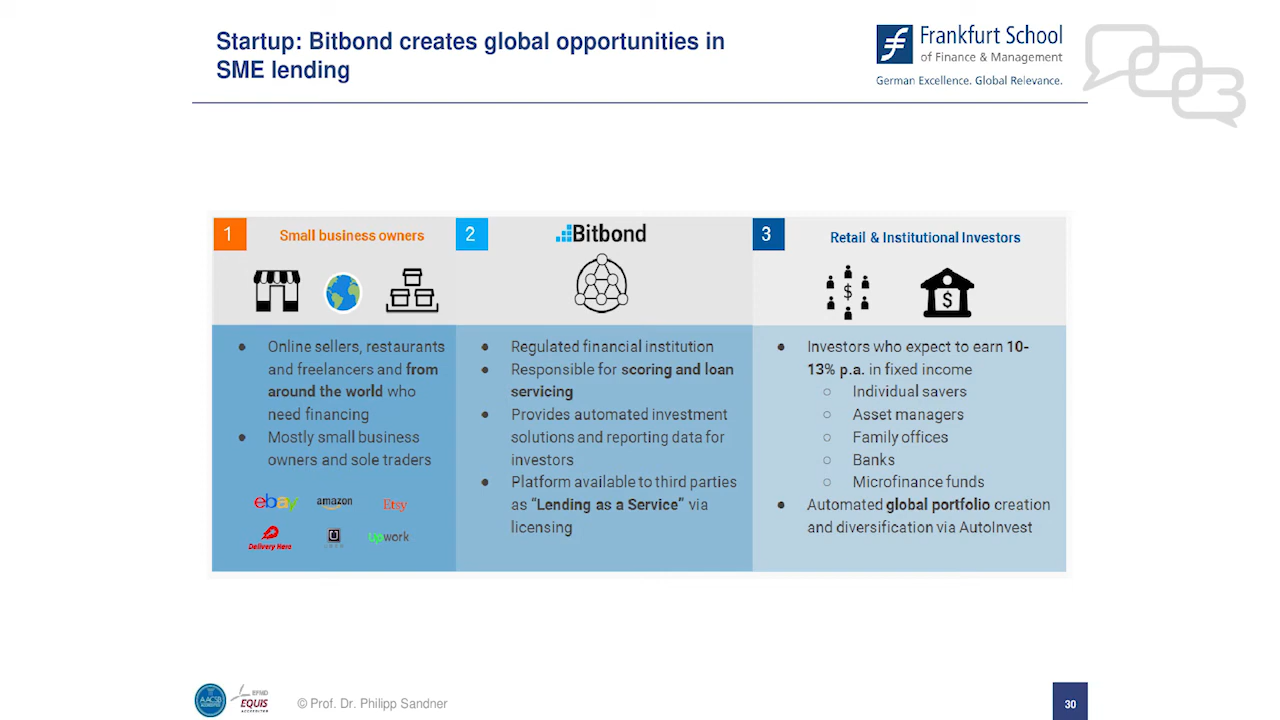 Startup: Bitbond creates global opportunities in
SME lending
Frankfurt School
of Finance & Management
German Excellence. Global Relevance.
1
Small business owners
2
Bitbond
3
Retail & Institutional Investors
$
$
● Online sellers, restaurants
and freelancers and from
around the world who
need financing
● Mostly small business
owners and sole traders
ebay
amazon
Etsy
Delivery Hero
Upwork
● Regulated financial institution
● Responsible for scoring and loan
servicing
● Provides automated investment
solutions and reporting data for
investors
● Platform available to third parties
as “Lending as a Service” via
licensing
● Investors who expect to earn 10-
13% p.a. in fixed income
○ Individual savers
○ Asset managers
○ Family offices
○ Banks
○ Microfinance funds
● Automated global portfolio creation
and diversification via AutoInvest
AACSB
EFMD
EQUIS
ACCREDITED
© Prof. Dr. Philipp Sandner
30